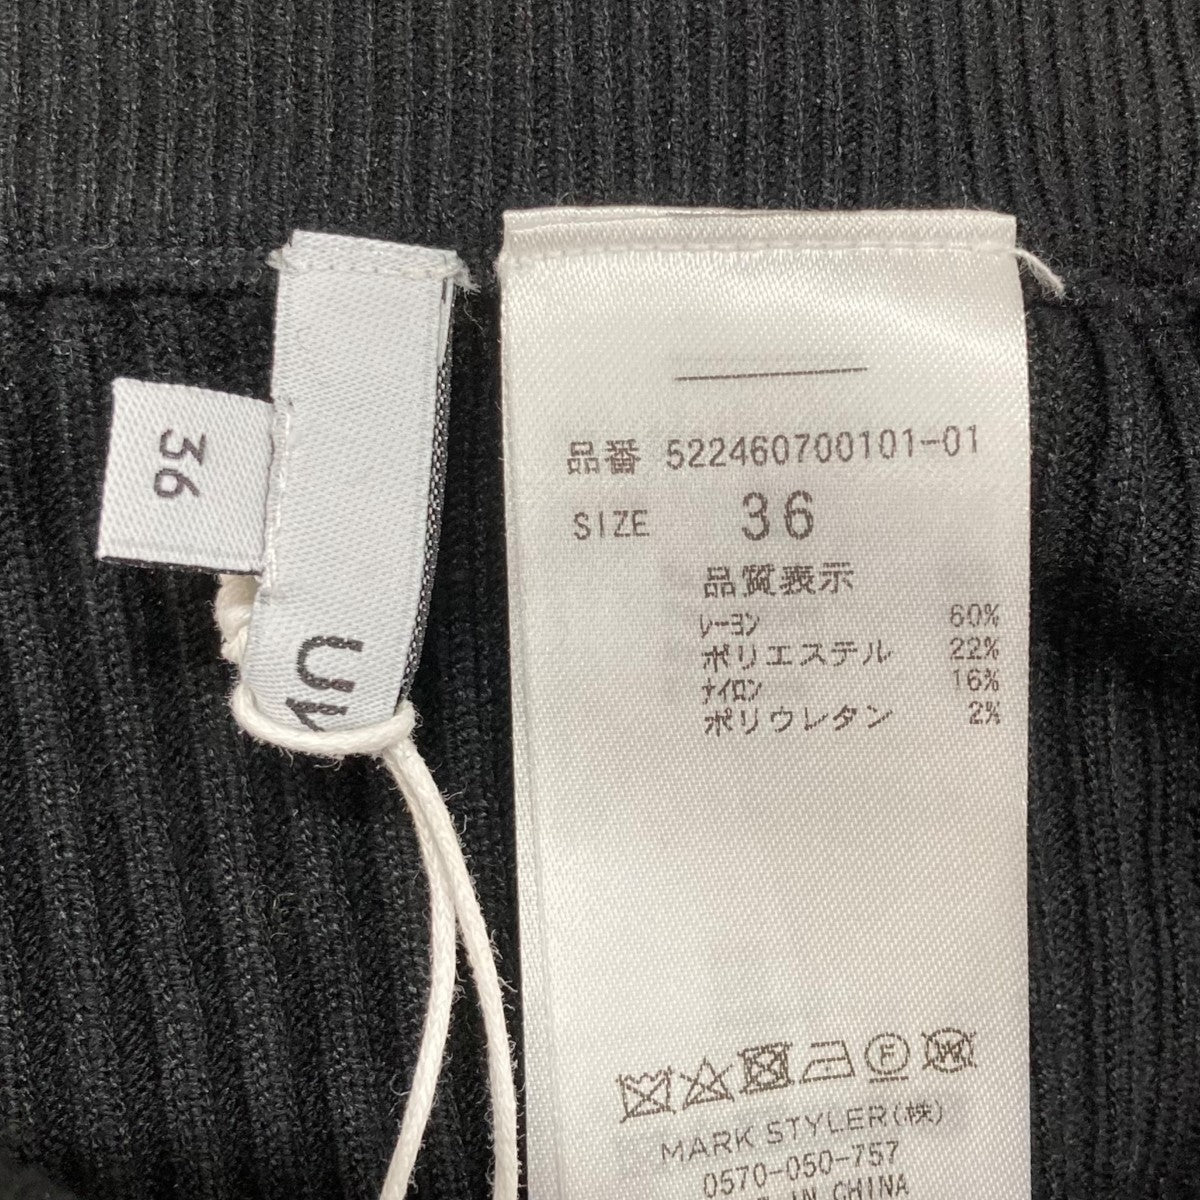 36
品番 522460700101-01
SIZE 36
品質表示
レーヨン 60%
ポリエステル 22%
ナイロン 16%
ポリウレタン 2%
F W
MARK STYLER(株)
0570-050-757
IN CHINA